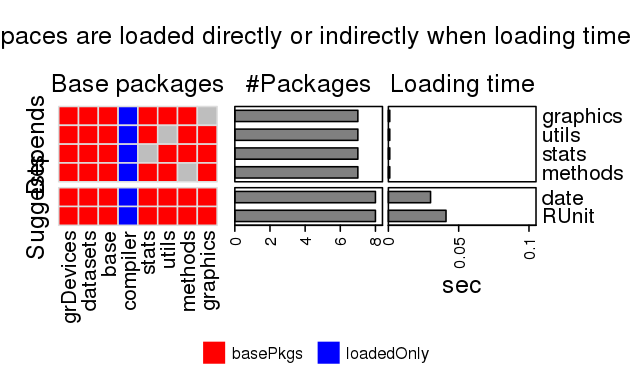 paces are loaded directly or indirectly when loading time
Base packages #Packages Loading time
Depends
graphics
utils
stats
methods
Suggests
date
RUnit
grDevices datasets base compiler stats utils methods graphics
0 2 4 6 8 0 0.05 0.1
sec
basePkgs loadedOnly